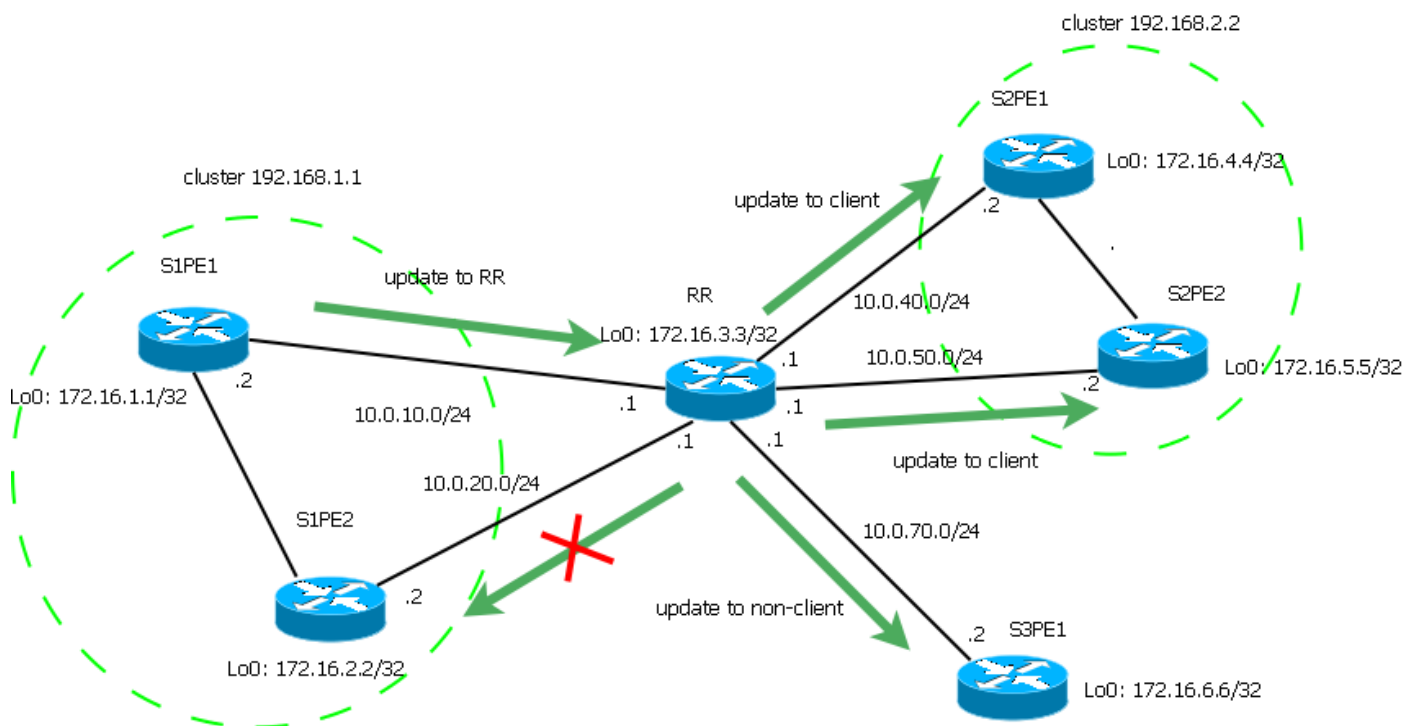 cluster 192.168.2.2
S2PE1
Lo0: 172.16.4.4/32
cluster 192.168.1.1
update to client
.2
S1PE1
update to RR
RR
10.0.40.0/24
S2PE2
Lo0: 172.16.3.3/32
.1
10.0.50.0/24
Lo0: 172.16.5.5/32
.2
.2
Lo0: 172.16.1.1/32
10.0.10.0/24
.1
.1
.1
.1
update to client
10.0.20.0/24
S1PE2
10.0.70.0/24
.2
update to non-client
.2
S3PE1
Lo0: 172.16.2.2/32
Lo0: 172.16.6.6/32